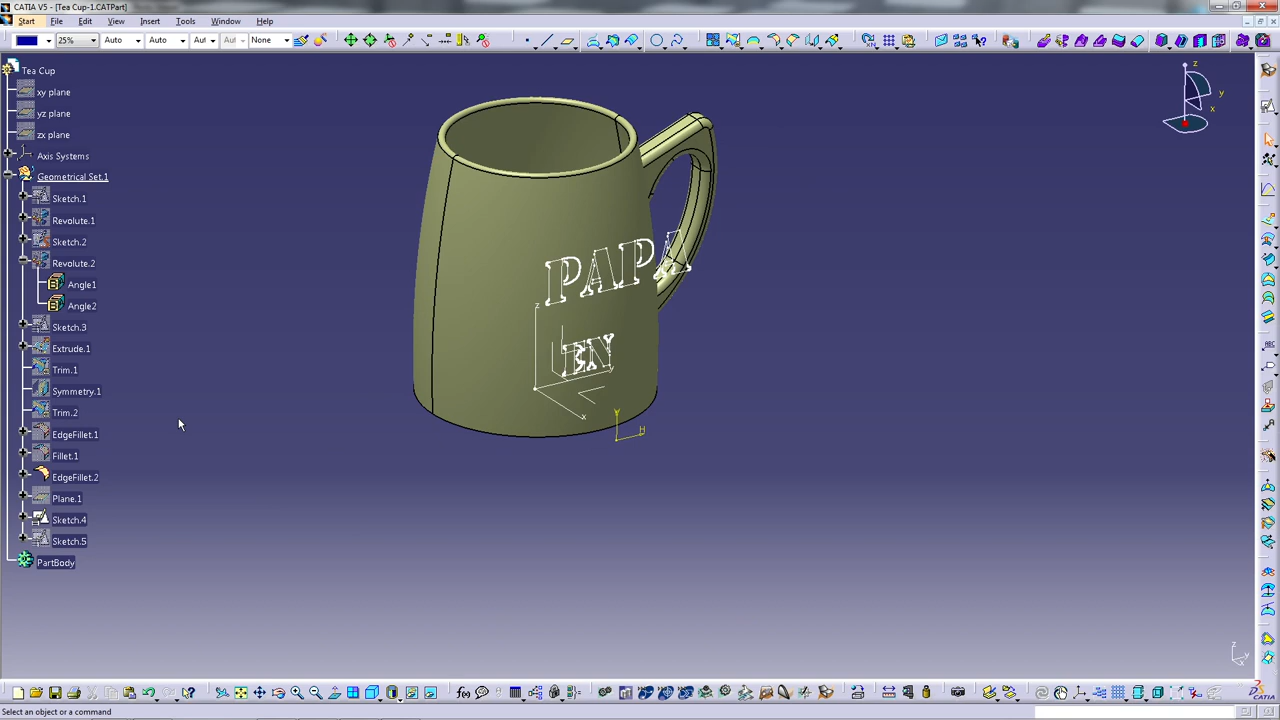 CATIA V5 - [Tea Cup-1.CATPart]
Start File Edit View Insert Tools Window Help
25% Auto Auto Aut Aut None
Tea Cup
xy plane
yz plane
zx plane
Axis Systems
Geometrical Set.1
Sketch.1
Revolute.1
Sketch.2
Revolute.2
Angle1
Angle2
Sketch.3
Extrude.1
Trim.1
Symmetry.1
Trim.2
EdgeFillet.1
Fillet.1
EdgeFillet.2
Plane.1
Sketch.4
Sketch.5
PartBody
z
y
x
PAPA
z
y
x
V
H
z
y
x
f(x)
CATIA
Select an object or a command